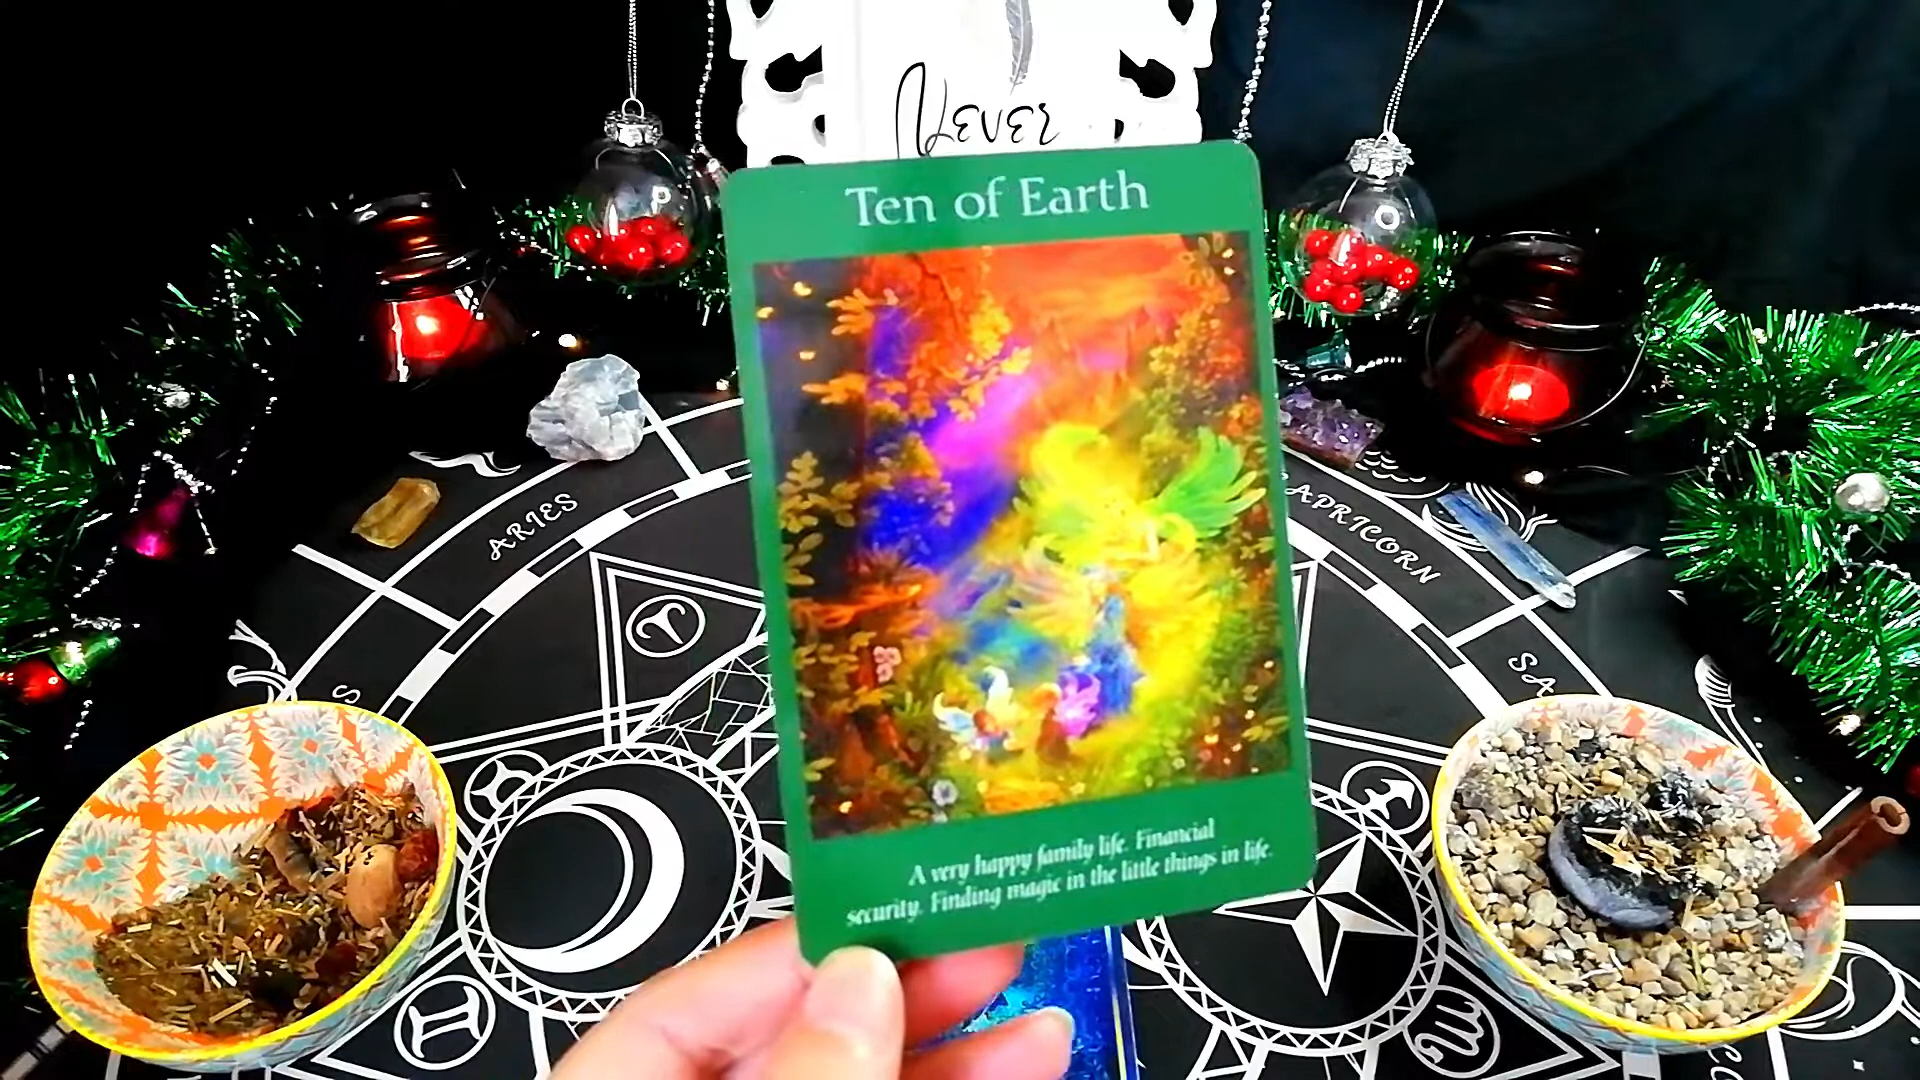 Never
P
O
Ten of Earth
ARIES
CAPRICORN
SA
S
A very happy family life. Financial
security. Finding magic in the little things in life.